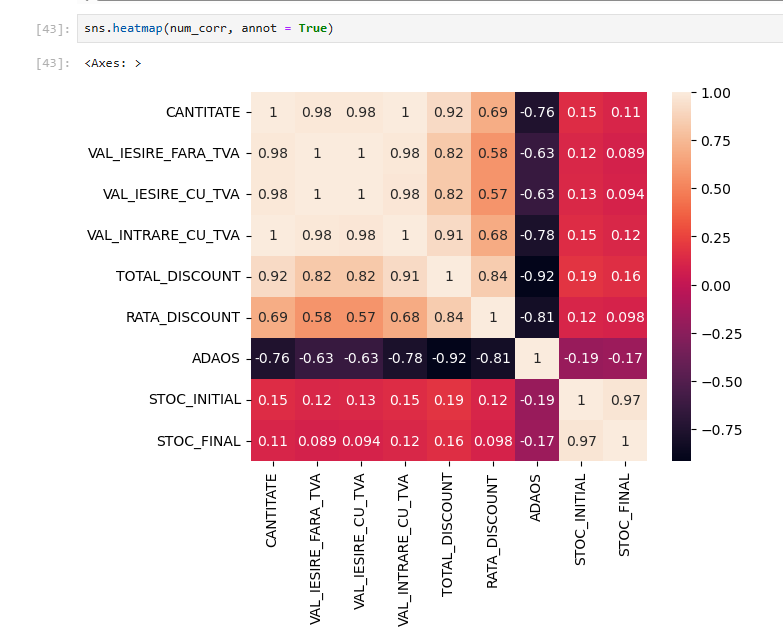 [43]: sns.heatmap(num_corr, annot = True)
[43]: <Axes: >
CANTITATE 1 0.98 0.98 1 0.92 0.69 -0.76 0.15 0.11
VAL_IESIRE_FARA_TVA 0.98 1 1 0.98 0.82 0.58 -0.63 0.12 0.089
VAL_IESIRE_CU_TVA 0.98 1 1 0.98 0.82 0.57 -0.63 0.13 0.094
VAL_INTRARE_CU_TVA 1 0.98 0.98 1 0.91 0.68 -0.78 0.15 0.12
TOTAL_DISCOUNT 0.92 0.82 0.82 0.91 1 0.84 -0.92 0.19 0.16
RATA_DISCOUNT 0.69 0.58 0.57 0.68 0.84 1 -0.81 0.12 0.098
ADAOS -0.76 -0.63 -0.63 -0.78 -0.92 -0.81 1 -0.19 -0.17
STOC_INITIAL 0.15 0.12 0.13 0.15 0.19 0.12 -0.19 1 0.97
STOC_FINAL 0.11 0.089 0.094 0.12 0.16 0.098 -0.17 0.97 1
CANTITATE
VAL_IESIRE_FARA_TVA
VAL_IESIRE_CU_TVA
VAL_INTRARE_CU_TVA
TOTAL_DISCOUNT
RATA_DISCOUNT
ADAOS
STOC_INITIAL
STOC_FINAL
1.00
0.75
0.50
0.25
0.00
−0.25
−0.50
−0.75